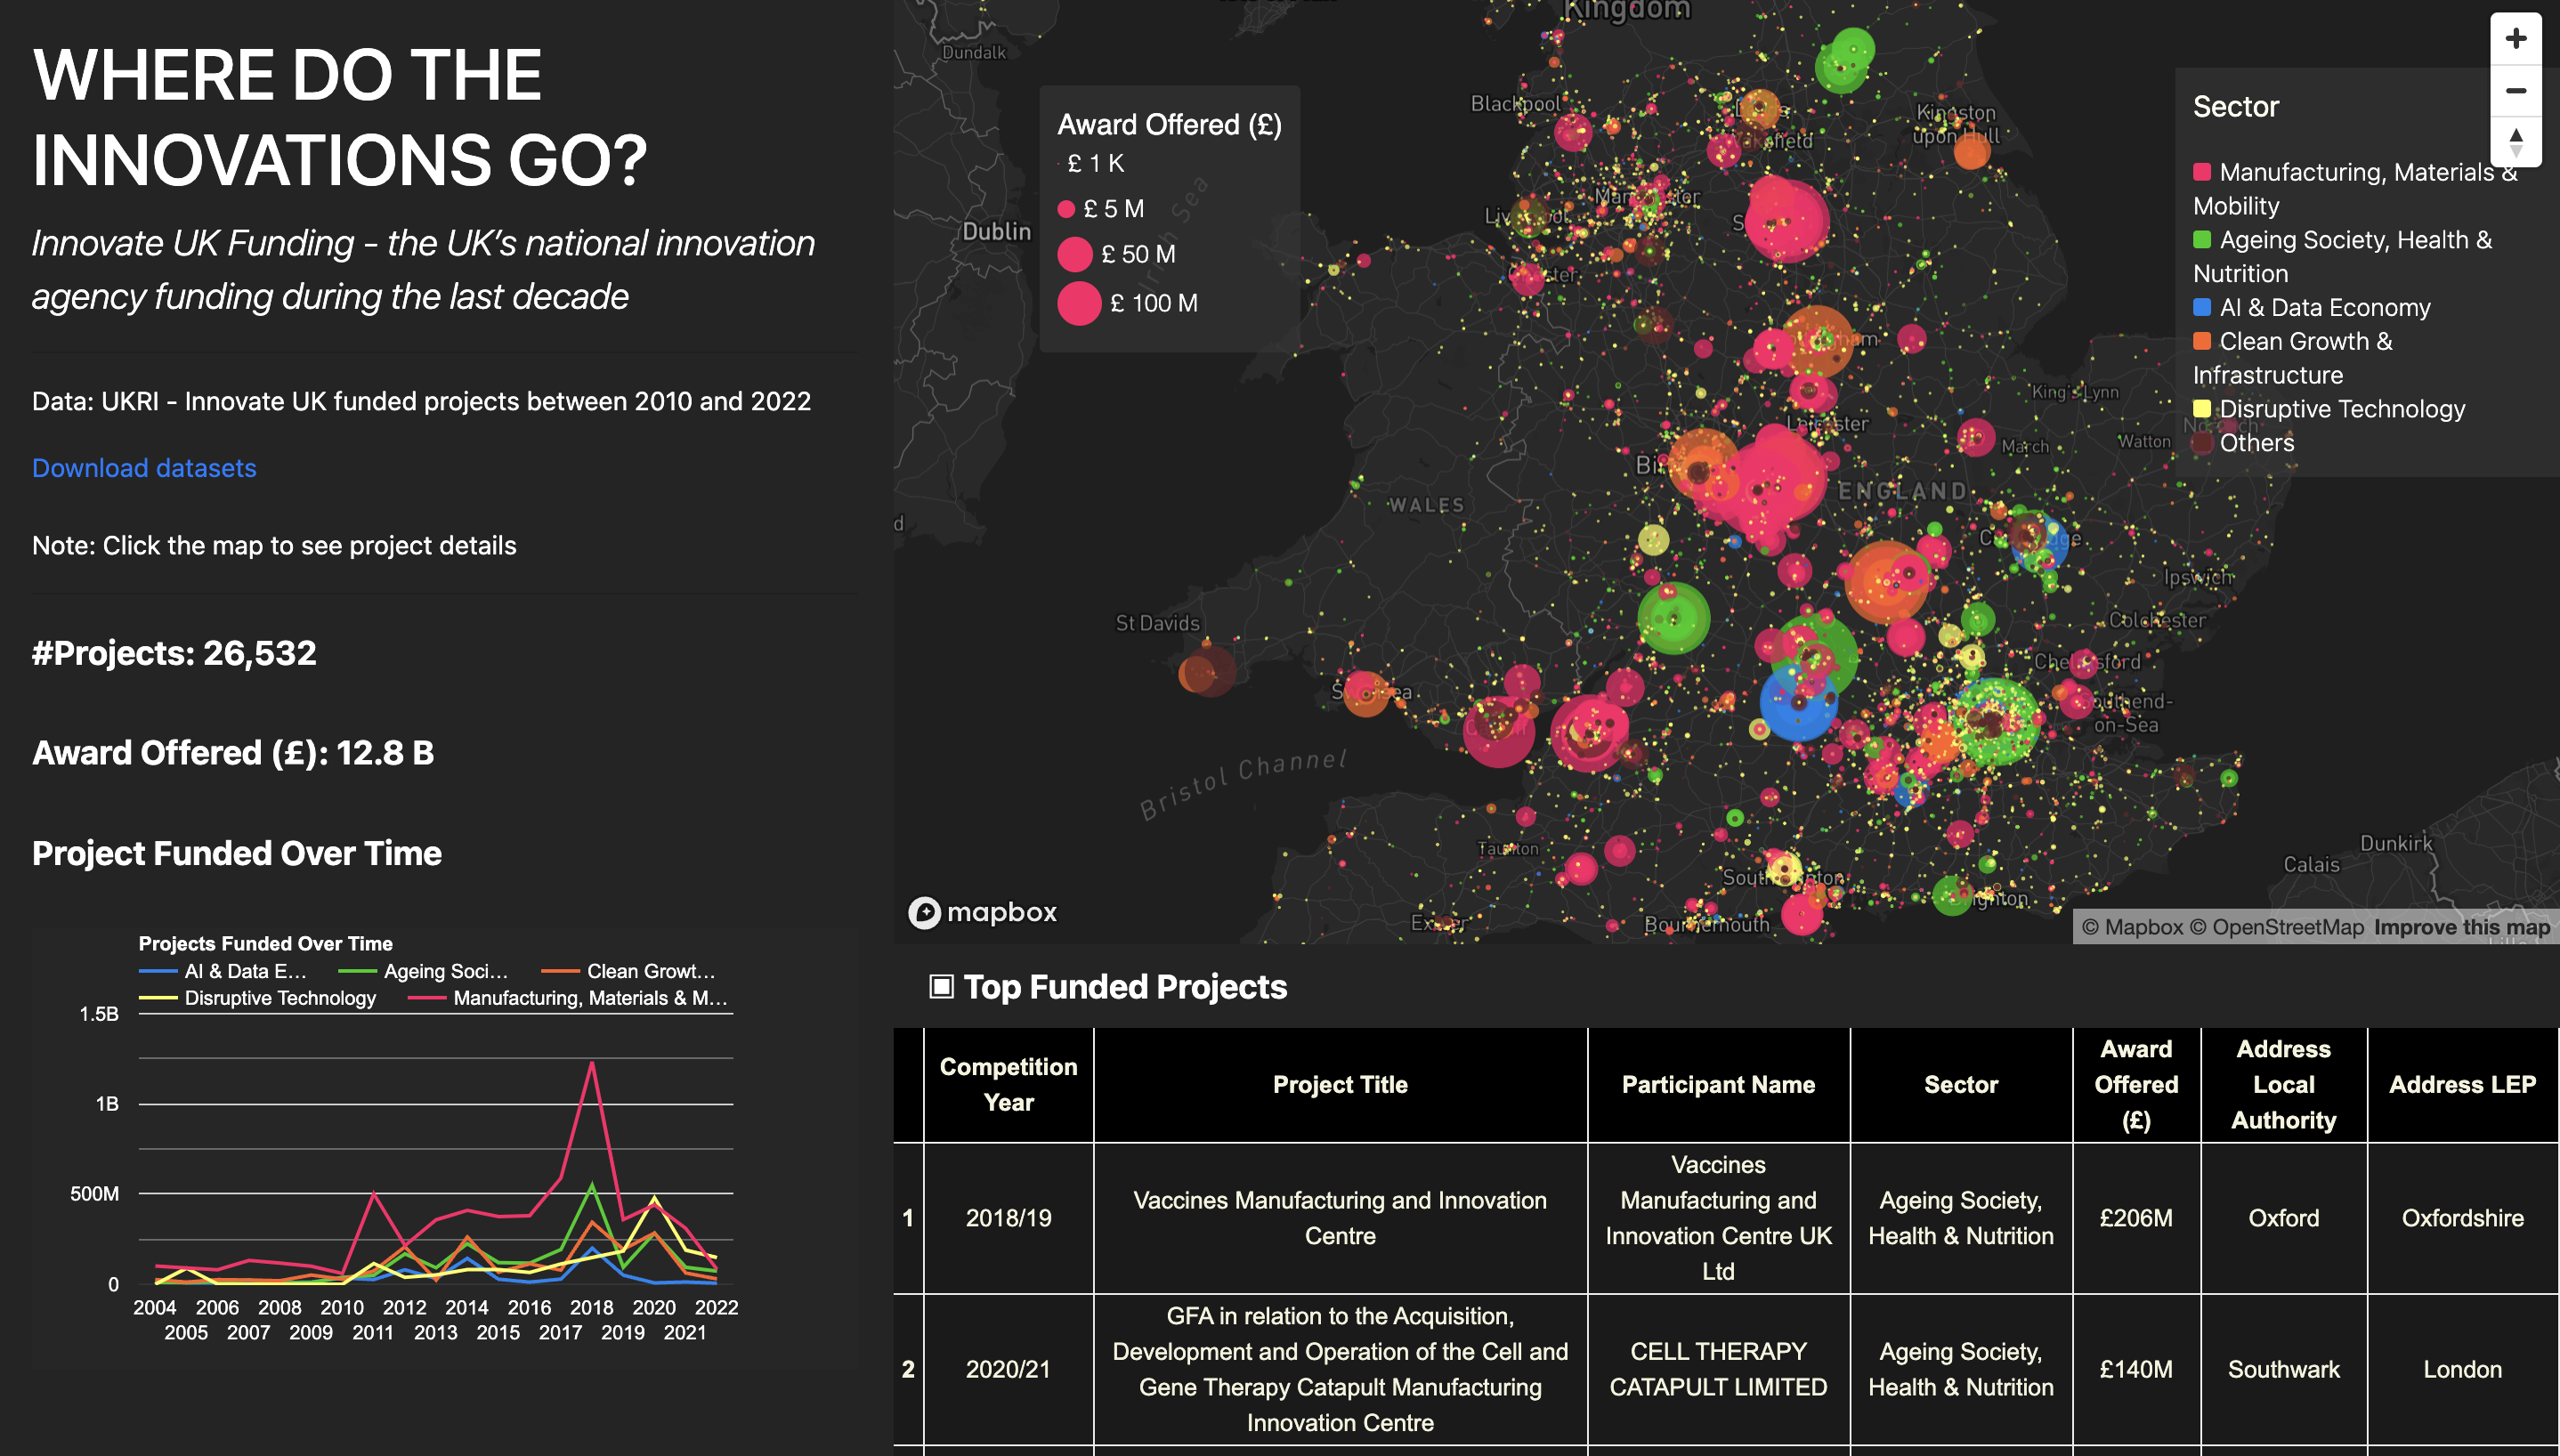 WHERE DO THE
INNOVATIONS GO?
Innovate UK Funding - the UK's national innovation
agency funding during the last decade
Data: UKRI - Innovate UK funded projects between 2010 and 2022
Download datasets
Note: Click the map to see project details
#Projects: 26,532
Award Offered (£): 12.8 B
Project Funded Over Time
Projects Funded Over Time
AI & Data E...
Ageing Soci...
Clean Growt...
Disruptive Technology
Manufacturing, Materials & M...
1.5B
1B
500M
0
2004 2006 2008 2010 2012 2014 2016 2018 2020 2022
2005 2007 2009 2011 2013 2015 2017 2019 2021
Kingdom
Dundalk
Dublin
Irish Sea
Award Offered (£)
£ 1 K
£ 5 M
£ 50 M
£ 100 M
Blackpool
Kingston
upon Hull
King's Lynn
March
Watton
WALES
ENGLAND
Leicester
Ipswich
Colchester
St Davids
Swansea
Chelmsford
Southend-
on-Sea
Bristol Channel
Taunton
Exeter
Bournemouth
Southampton
Brighton
Dunkirk
Calais
Sector
Manufacturing, Materials &
Mobility
Ageing Society, Health &
Nutrition
AI & Data Economy
Clean Growth &
Infrastructure
Disruptive Technology
Others
mapbox
© Mapbox © OpenStreetMap Improve this map
Top Funded Projects
Competition
Year
Project Title
Participant Name
Sector
Award
Offered
(£)
Address
Local
Authority
Address LEP
1
2018/19
Vaccines Manufacturing and Innovation
Centre
Vaccines
Manufacturing and
Innovation Centre UK
Ltd
Ageing Society,
Health & Nutrition
£206M
Oxford
Oxfordshire
2
2020/21
GFA in relation to the Acquisition,
Development and Operation of the Cell and
Gene Therapy Catapult Manufacturing
Innovation Centre
CELL THERAPY
CATAPULT LIMITED
Ageing Society,
Health & Nutrition
£140M
Southwark
London